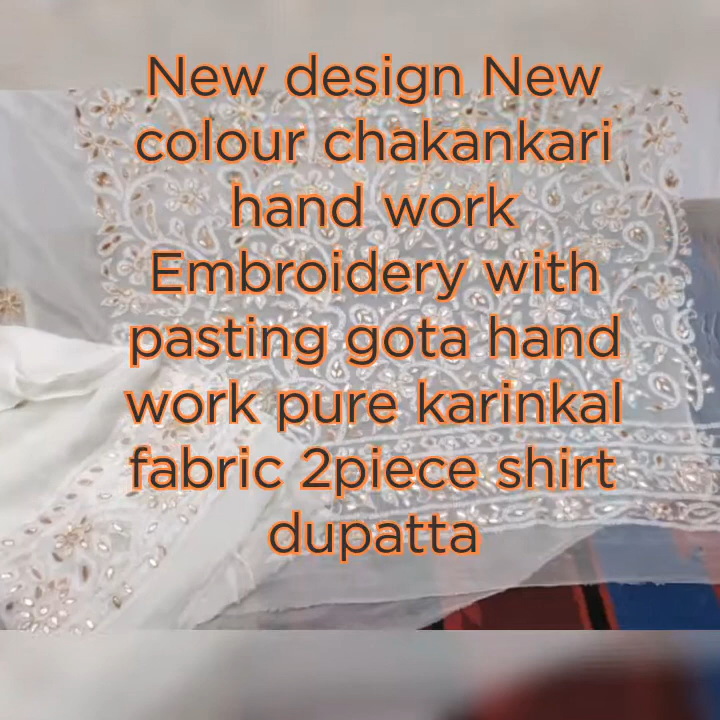 New design New
colour chakankari
hand work
Embroidery with
pasting gota hand
work pure karinkal
fabric 2piece shirt
dupatta